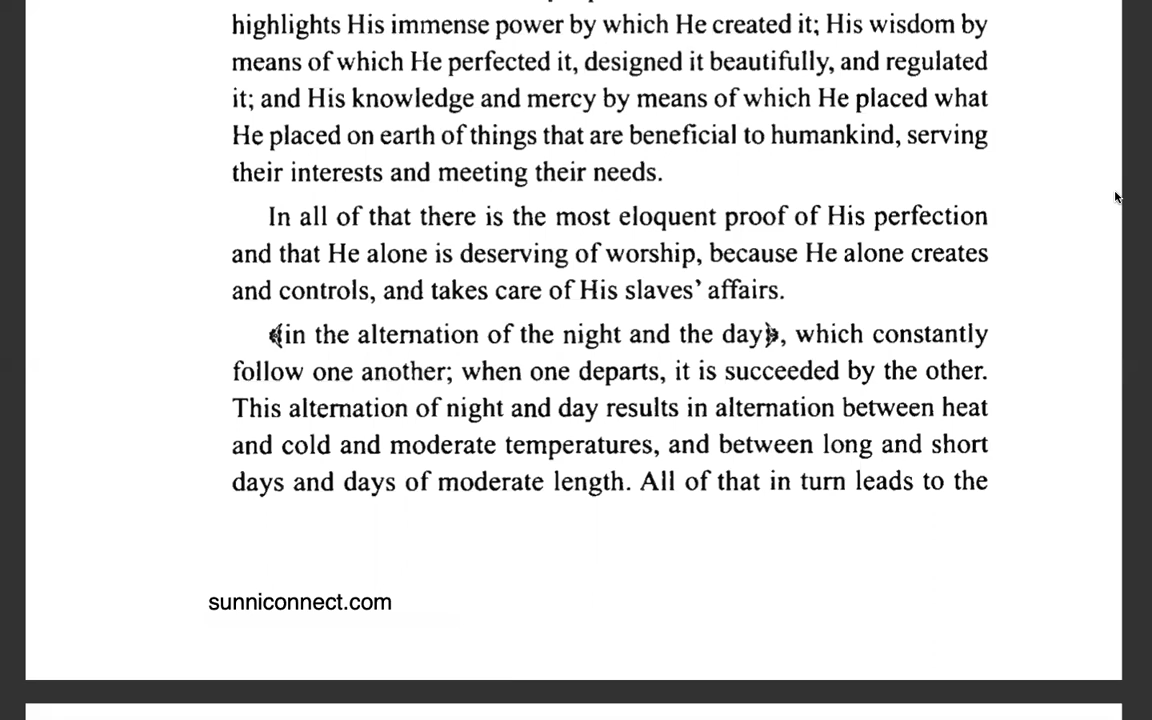 highlights His immense power by which He created it; His wisdom by
means of which He perfected it, designed it beautifully, and regulated
it; and His knowledge and mercy by means of which He placed what
He placed on earth of things that are beneficial to humankind, serving
their interests and meeting their needs.
In all of that there is the most eloquent proof of His perfection
and that He alone is deserving of worship, because He alone creates
and controls, and takes care of His slaves’ affairs.
﴾in the alternation of the night and the day﴿, which constantly
follow one another; when one departs, it is succeeded by the other.
This alternation of night and day results in alternation between heat
and cold and moderate temperatures, and between long and short
days and days of moderate length. All of that in turn leads to the
sunniconnect.com